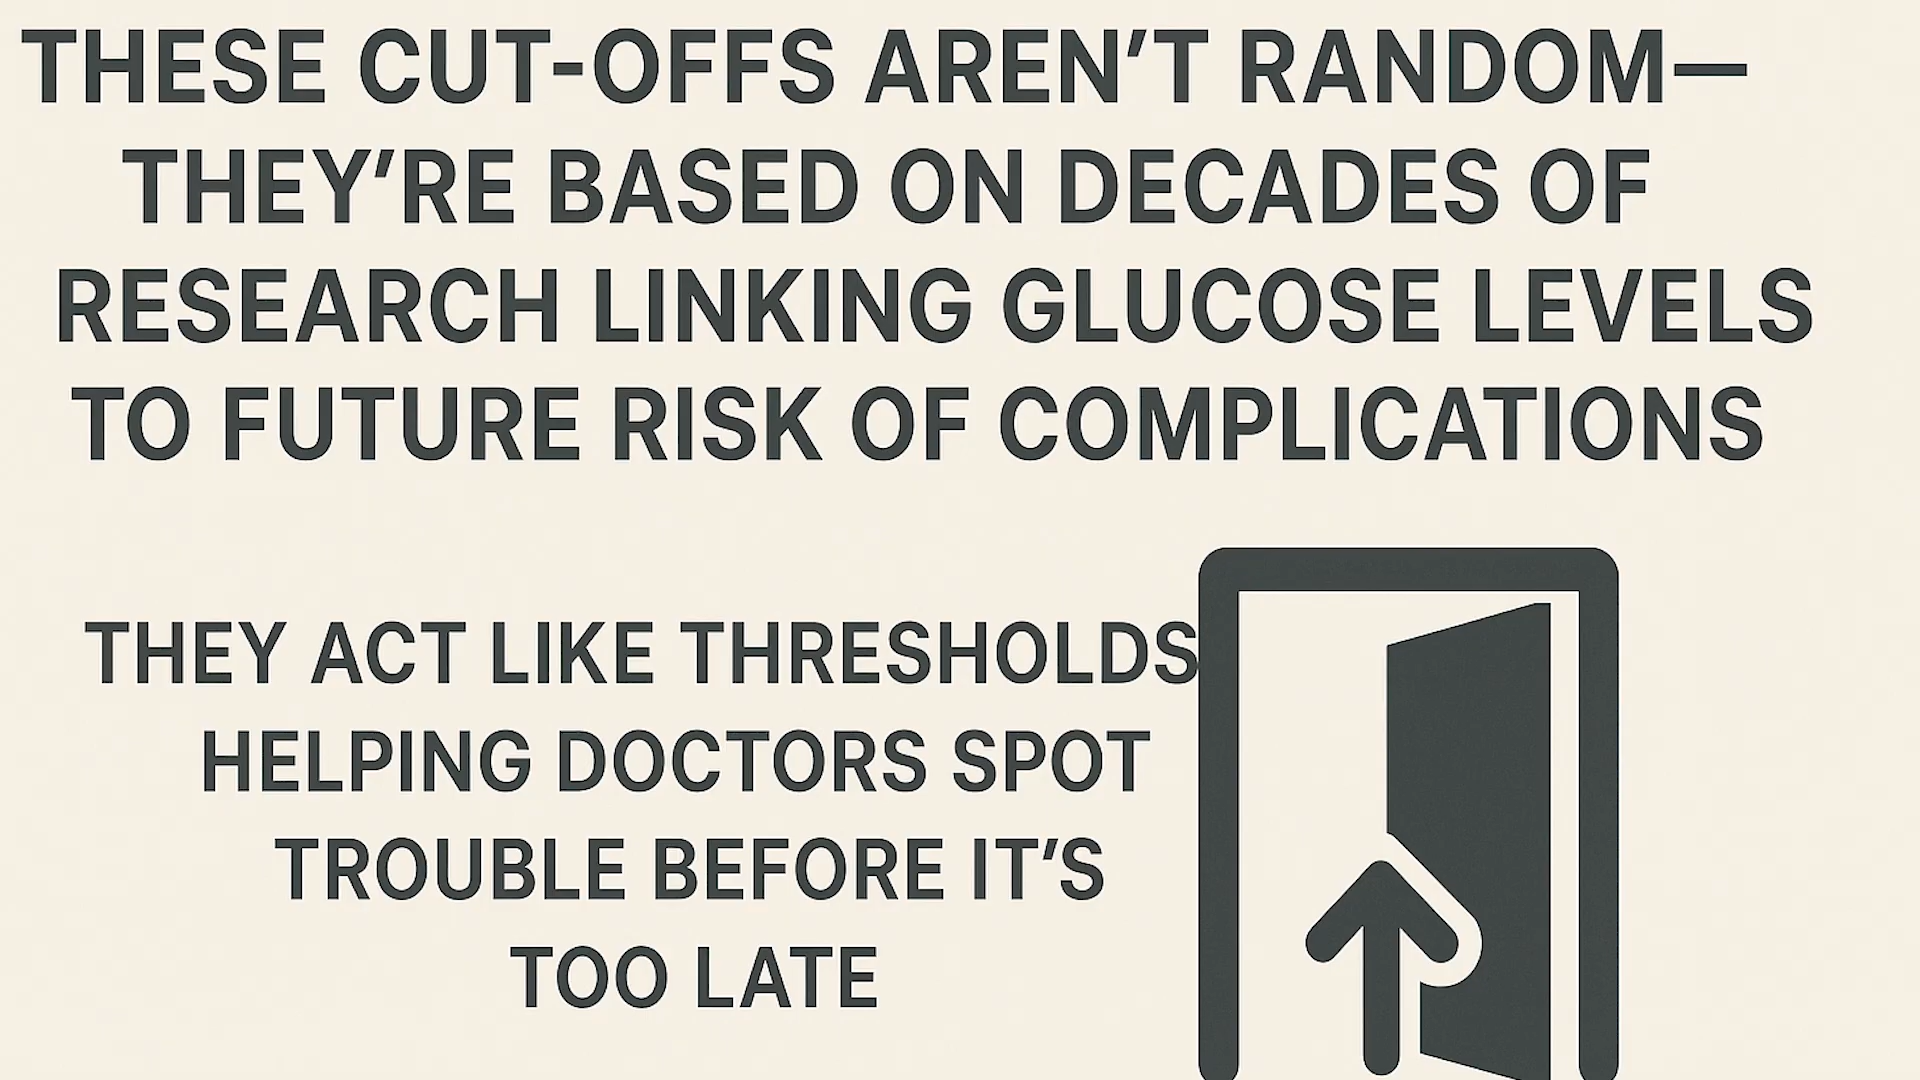 THESE CUT-OFFS AREN’T RANDOM—
THEY’RE BASED ON DECADES OF
RESEARCH LINKING GLUCOSE LEVELS
TO FUTURE RISK OF COMPLICATIONS
THEY ACT LIKE THRESHOLDS
HELPING DOCTORS SPOT
TROUBLE BEFORE IT’S
TOO LATE